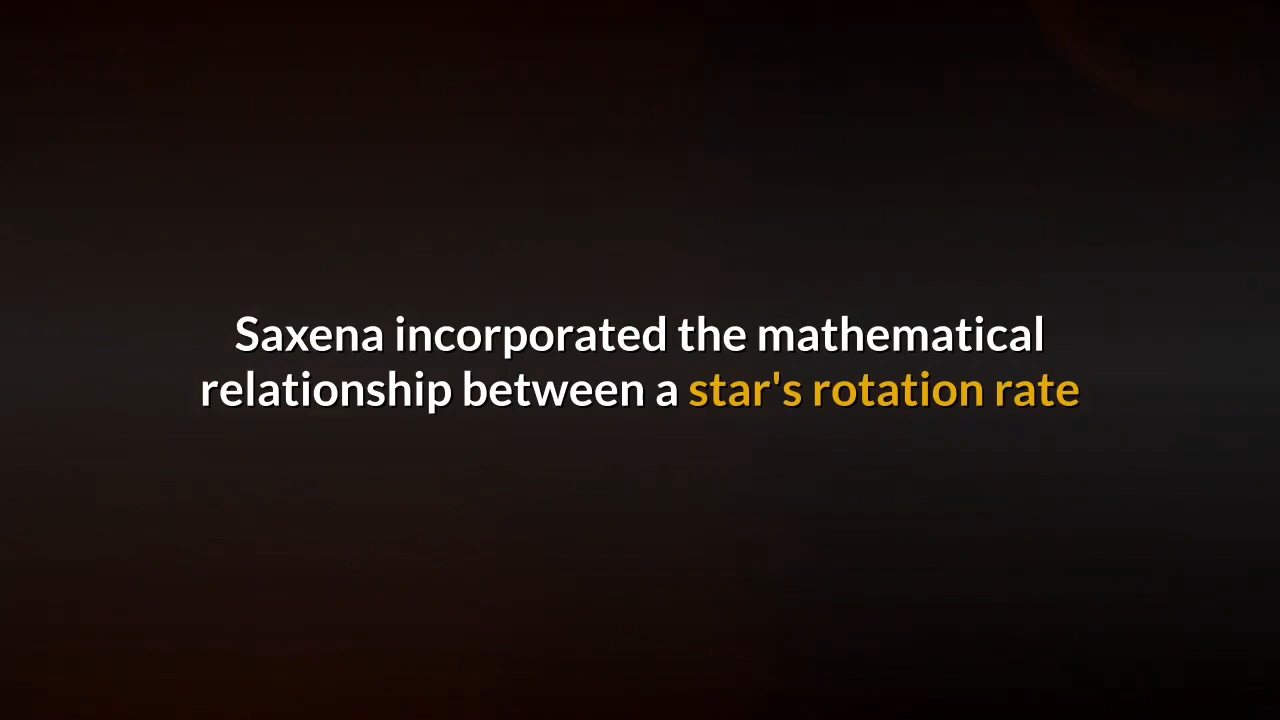 Saxena incorporated the mathematical
relationship between a star's rotation rate